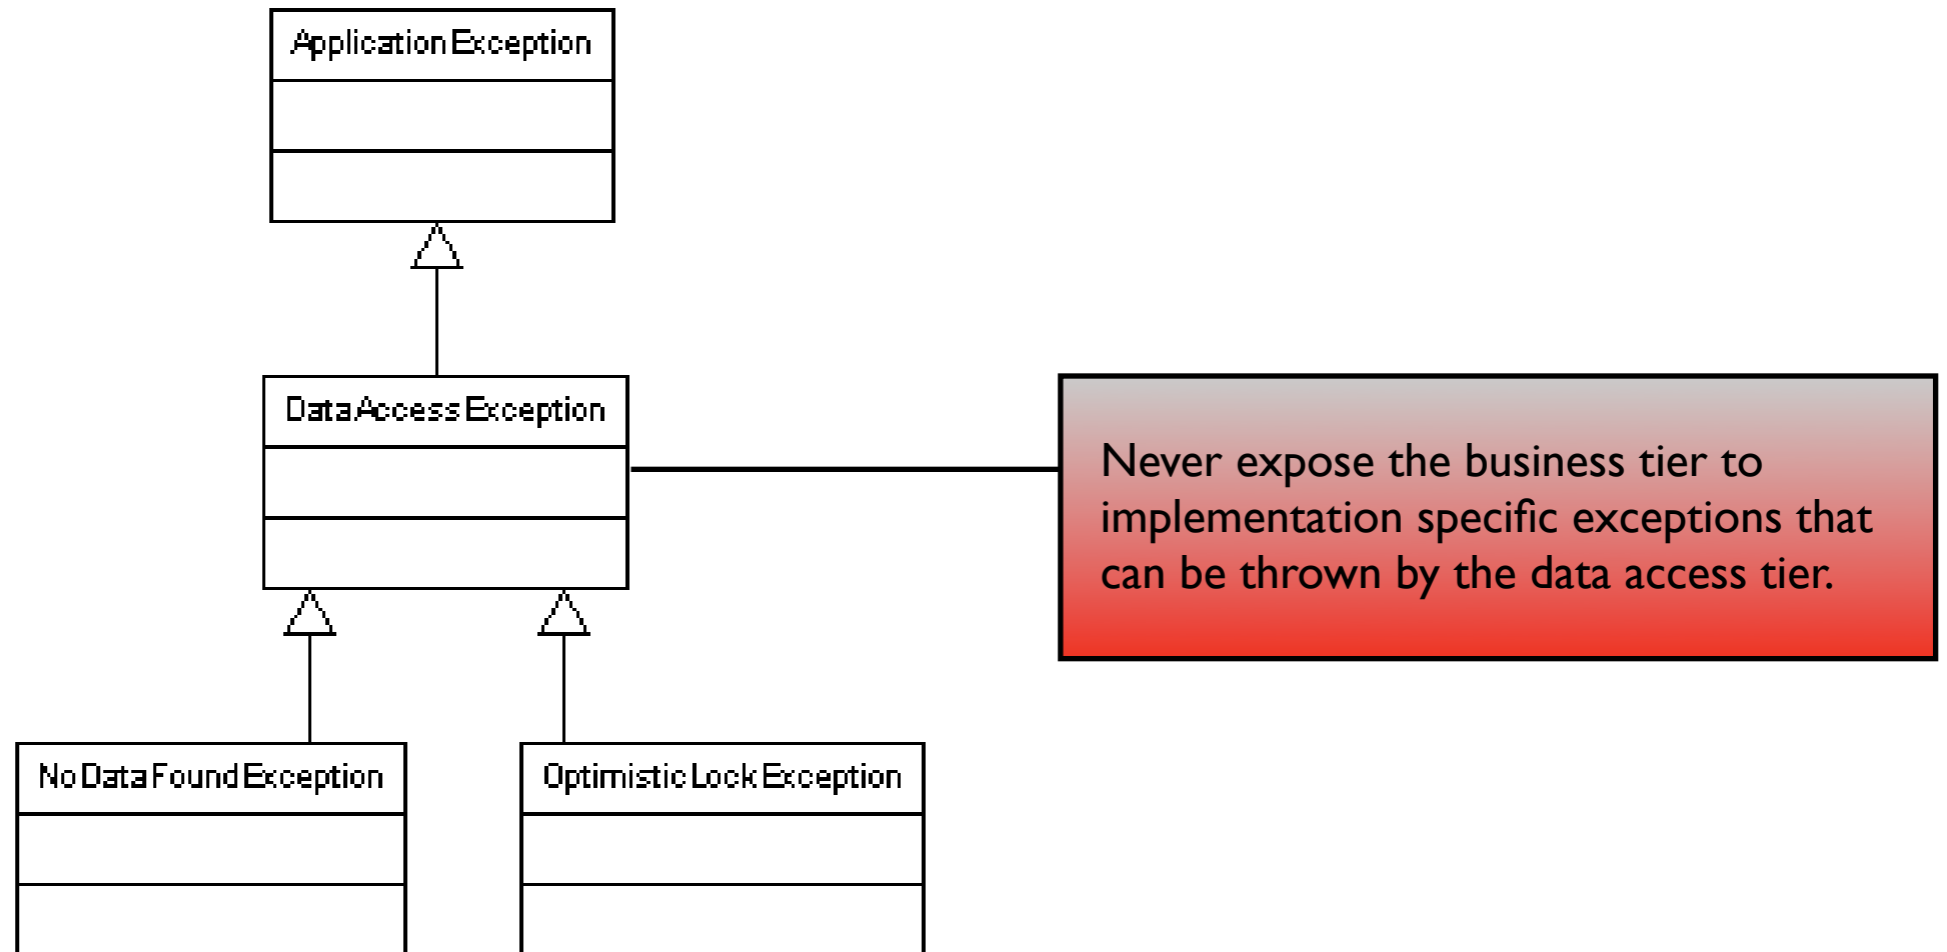 ApplicationException
DataAccessException
Never expose the business tier to
implementation specific exceptions that
can be thrown by the data access tier.
NoDataFoundException
OptimisticLockException